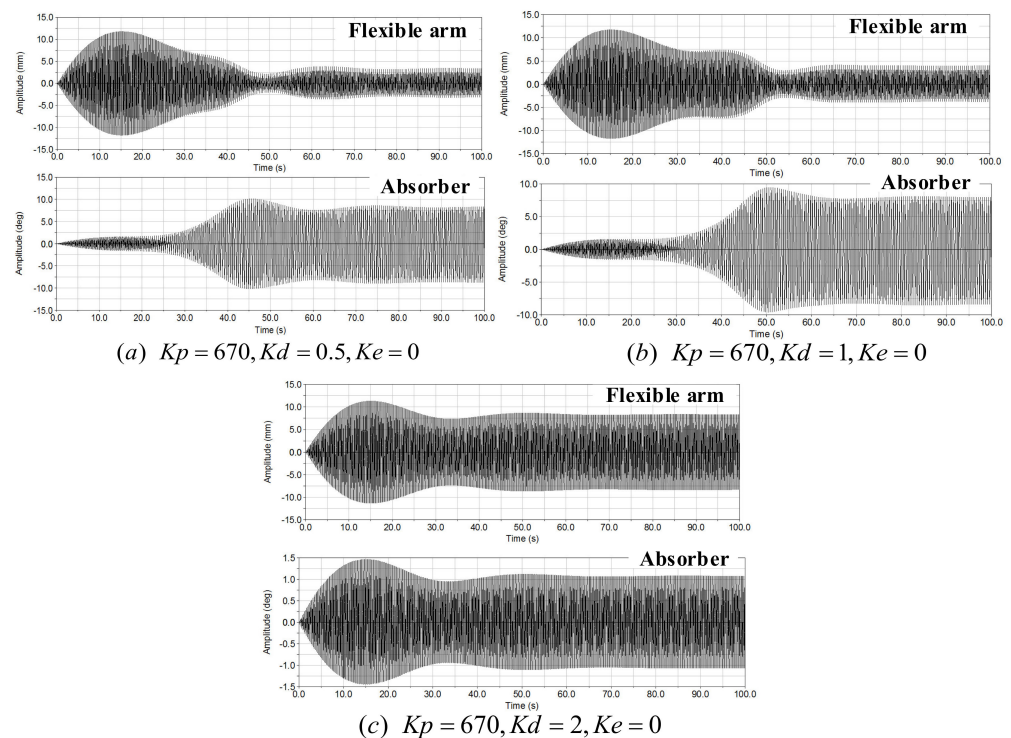 Flexible arm
15.0
10.0
5.0
0.0
-5.0
-10.0
-15.0
Amplitude (mm)
0.0 10.0 20.0 30.0 40.0 50.0 60.0 70.0 80.0 90.0 100.0
Time (s)
Absorber
15.0
10.0
5.0
0.0
-5.0
-10.0
-15.0
Amplitude (deg)
0.0 10.0 20.0 30.0 40.0 50.0 60.0 70.0 80.0 90.0 100.0
Time (s)
(a) Kp = 670, Kd = 0.5, Ke = 0
Flexible arm
15.0
10.0
5.0
0.0
-5.0
-10.0
-15.0
Amplitude (mm)
0.0 10.0 20.0 30.0 40.0 50.0 60.0 70.0 80.0 90.0 100.0
Time (s)
Absorber
10.0
5.0
0.0
-5.0
-10.0
Amplitude (deg)
0.0 10.0 20.0 30.0 40.0 50.0 60.0 70.0 80.0 90.0 100.0
Time (s)
(b) Kp = 670, Kd = 1, Ke = 0
Flexible arm
15.0
10.0
5.0
0.0
-5.0
-10.0
-15.0
Amplitude (mm)
0.0 10.0 20.0 30.0 40.0 50.0 60.0 70.0 80.0 90.0 100.0
Time (s)
Absorber
1.5
1.0
0.5
0.0
-0.5
-1.0
-1.5
Amplitude (deg)
0.0 10.0 20.0 30.0 40.0 50.0 60.0 70.0 80.0 90.0 100.0
Time (s)
(c) Kp = 670, Kd = 2, Ke = 0